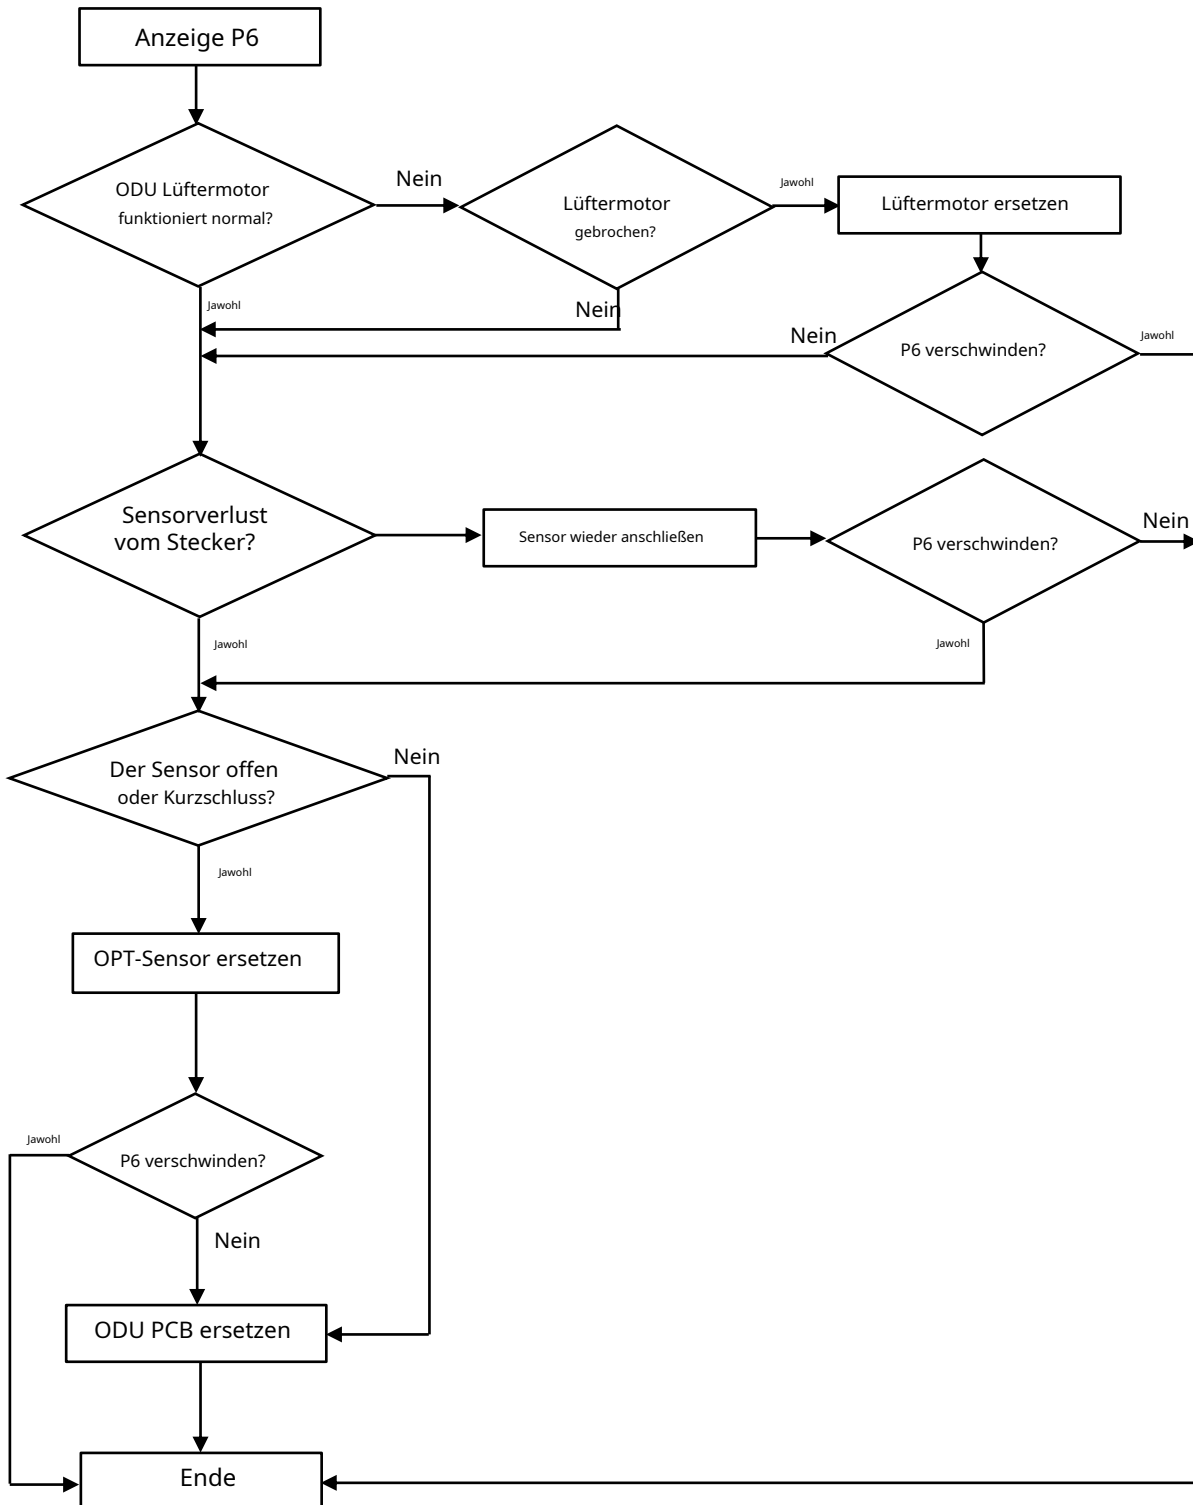 Anzeige P6
ODU Lüftermotor
funktioniert normal?
Nein
Lüftermotor
gebrochen?
Jawohl
Lüftermotor ersetzen
Jawohl
Nein
Nein
P6 verschwinden?
Jawohl
Sensorverlust
vom Stecker?
Sensor wieder anschließen
P6 verschwinden?
Nein
Jawohl
Jawohl
Der Sensor offen
oder Kurzschluss?
Nein
Jawohl
OPT-Sensor ersetzen
Jawohl
P6 verschwinden?
Nein
ODU PCB ersetzen
Ende